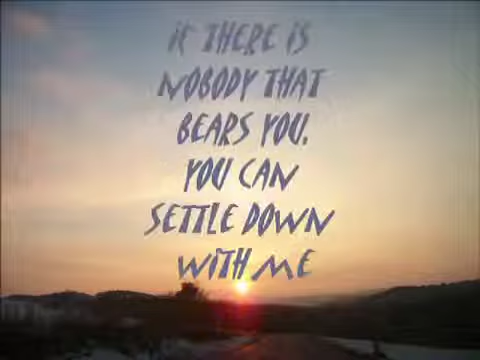 IF THERE IS
NOBODY THAT
BEARS YOU.
YOU CAN
SETTLE DOWN
WITH ME